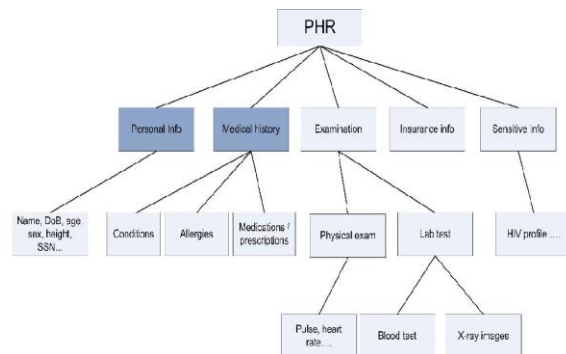 PHR
Personal Info
Medical history
Examination
Insurance info
Sensitive info
Name, DoB, age,
sex, height,
SSN...
Conditions
Allergies
Medications /
prescriptions
Physical exam
Lab test
HIV profile ....
Pulse, heart
rate....
Blood test
X-ray images